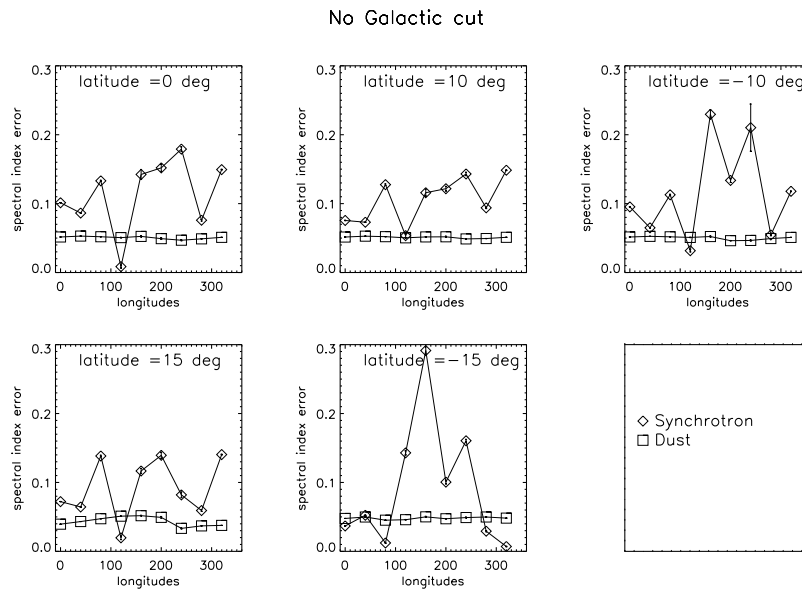 No Galactic cut
latitude =0 deg
spectral index error
0.3
0.2
0.1
0.0
0 100 200 300
longitudes
latitude =10 deg
spectral index error
0.3
0.2
0.1
0.0
0 100 200 300
longitudes
latitude =-10 deg
spectral index error
0.3
0.2
0.1
0.0
0 100 200 300
longitudes
latitude =15 deg
spectral index error
0.3
0.2
0.1
0.0
0 100 200 300
longitudes
latitude =-15 deg
spectral index error
0.3
0.2
0.1
0.0
0 100 200 300
longitudes
Synchrotron
Dust